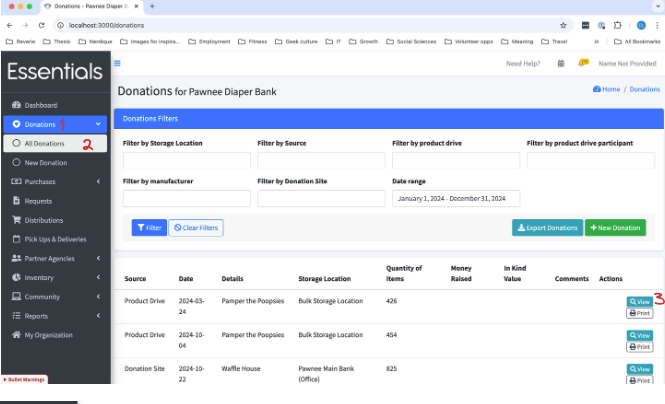 Donations - Pawnee Diaper B
localhost:3000/donations
Reverie Thesis Nerdique Images for inspira... Employment Fitness Geek culture IT Growth Social Sciences Volunteer opps Meaning Travel » All Bookmarks
Essentials
Need Help? Name Not Provided
Donations for Pawnee Diaper Bank
Home / Donations
Dashboard
Donations 1
All Donations 2
New Donation
Purchases
Requests
Distributions
Pick Ups & Deliveries
Partner Agencies
Inventory
Community
Reports
My Organization
Bullet Warnings
Donations Filters
Filter by Storage Location Filter by Source Filter by product drive Filter by product drive participant
Filter by manufacturer Filter by Donation Site Date range
January 1, 2024 - December 31, 2024
Filter Clear Filters Export Donations New Donation
Source Date Details Storage Location Quantity of Items Money Raised In Kind Value Comments Actions
Product Drive 2024-03-24 Pamper the Poopsies Bulk Storage Location 426 View 3
Print
Product Drive 2024-10-04 Pamper the Poopsies Bulk Storage Location 454 View
Print
Donation Site 2024-10-22 Waffle House Pawnee Main Bank (Office) 825 View
Print